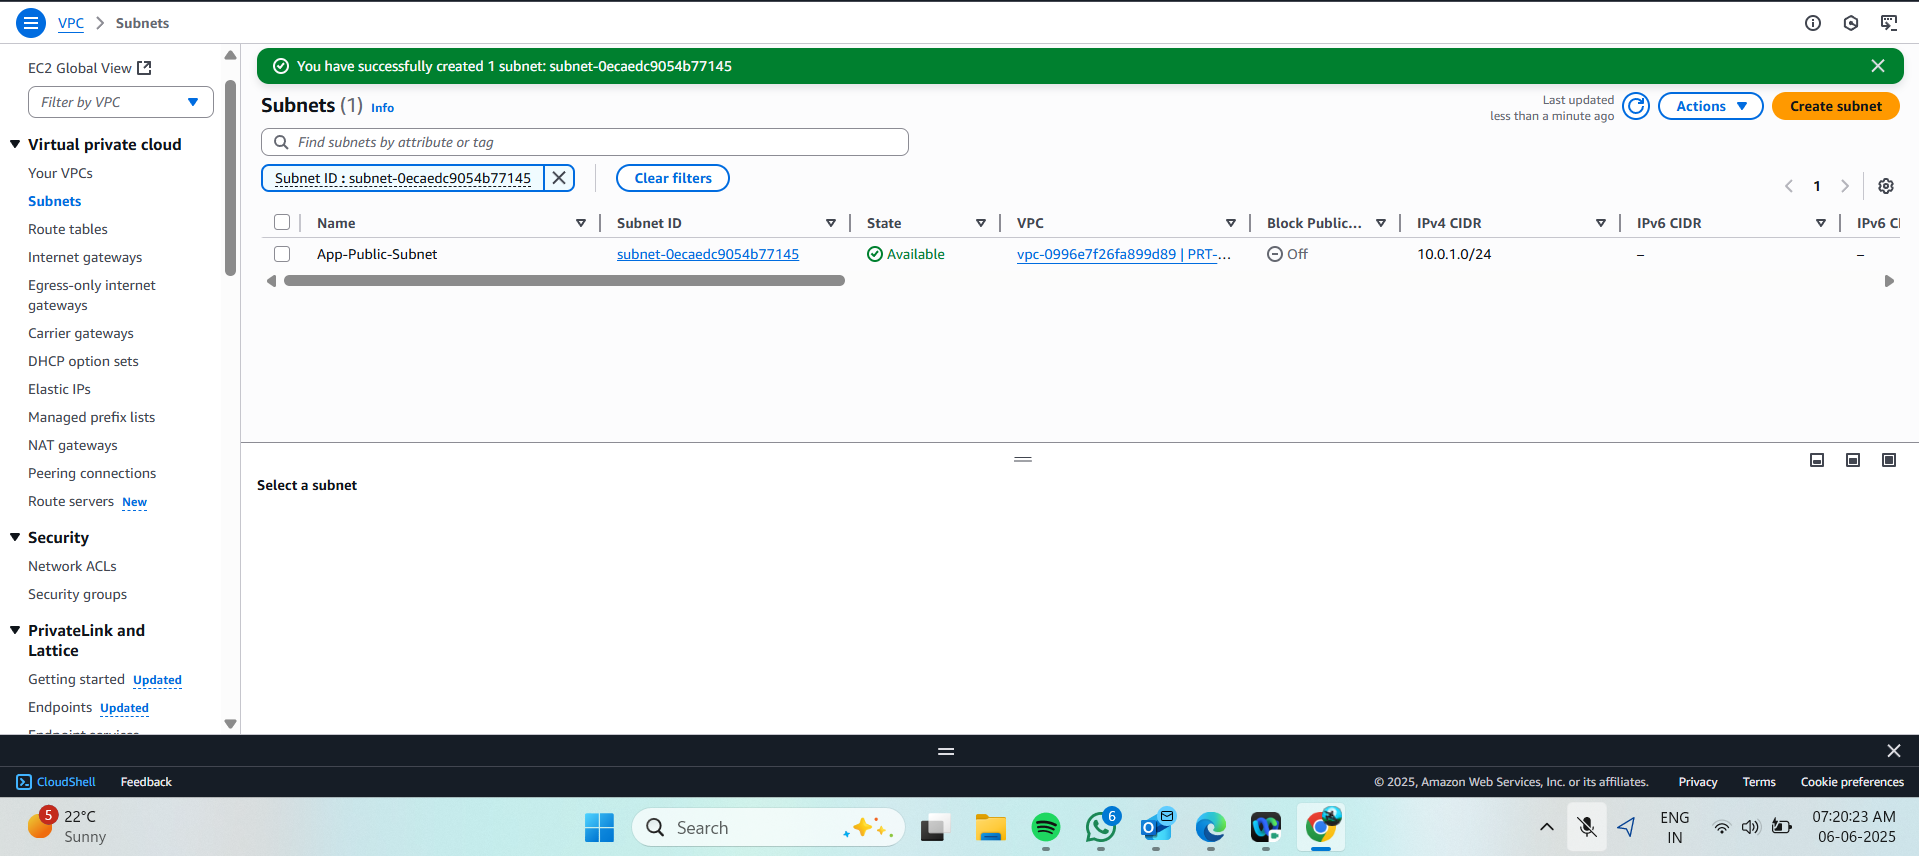 VPC > Subnets
EC2 Global View
Filter by VPC
Virtual private cloud
Your VPCs
Subnets
Route tables
Internet gateways
Egress-only internet
gateways
Carrier gateways
DHCP option sets
Elastic IPs
Managed prefix lists
NAT gateways
Peering connections
Route servers New
Security
Network ACLs
Security groups
PrivateLink and
Lattice
Getting started Updated
Endpoints Updated
You have successfully created 1 subnet: subnet-0ecaedc9054b77145
Subnets (1) Info
Last updated
less than a minute ago
Actions
Create subnet
Find subnets by attribute or tag
Subnet ID : subnet-0ecaedc9054b77145
Clear filters
1
Name Subnet ID State VPC Block Public... IPv4 CIDR IPv6 CIDR IPv6 CI
App-Public-Subnet subnet-0ecaedc9054b77145 Available vpc-0996e7f26fa899d89 | PRT-... Off 10.0.1.0/24 – –
Select a subnet
CloudShell Feedback © 2025, Amazon Web Services, Inc. or its affiliates. Privacy Terms Cookie preferences
5
22°C
Sunny
Search
6
ENG
IN
07:20:23 AM
06-06-2025